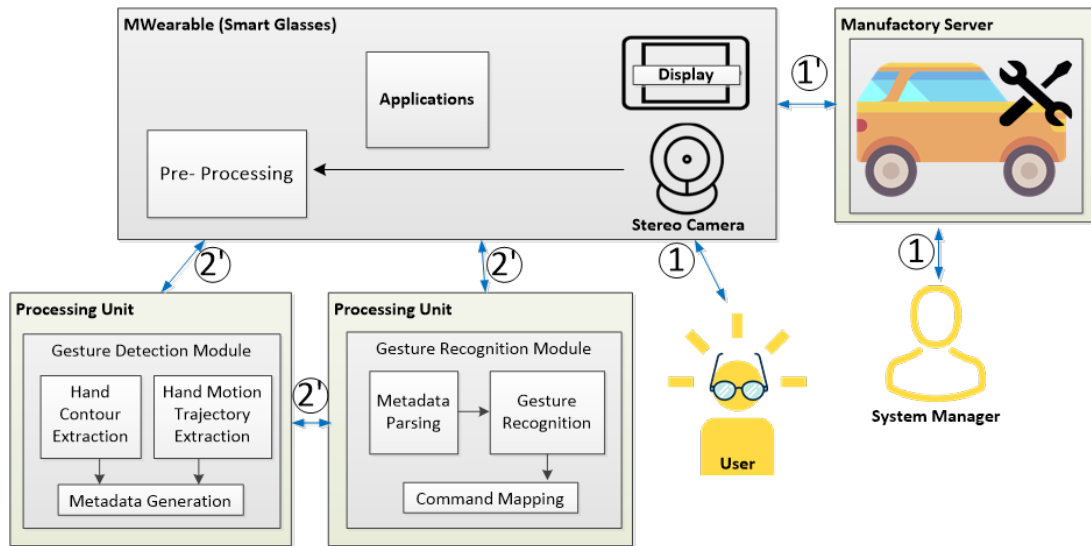 MWearable (Smart Glasses)
Manufactory Server
Display
Applications
1'
Pre- Processing
Stereo Camera
2'
2'
1
1
Processing Unit
Processing Unit
Gesture Detection Module
Gesture Recognition Module
Hand
Contour
Extraction
Hand Motion
Trajectory
Extraction
2'
Metadata
Parsing
Gesture
Recognition
System Manager
User
Metadata Generation
Command Mapping